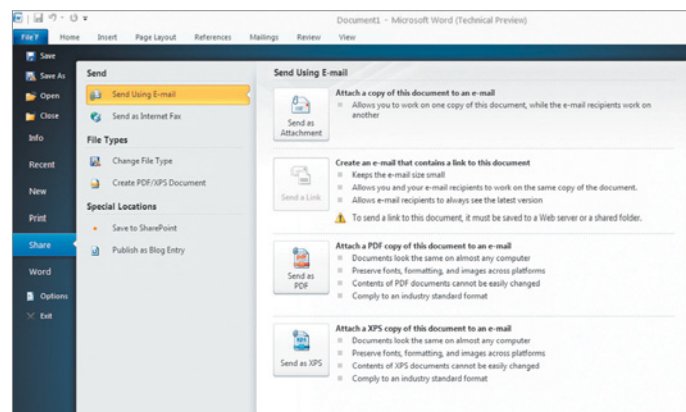 Document1 - Microsoft Word (Technical Preview)
File Home Insert Page Layout References Mailings Review View
Save
Save As
Open
Close
Info
Recent
New
Print
Share
Word
Options
Exit
Send
Send Using E-mail
Send as Internet Fax
File Types
Change File Type
Create PDF/XPS Document
Special Locations
Save to SharePoint
Publish as Blog Entry
Send Using E-mail
Send as
Attachment
Attach a copy of this document to an e-mail
Allows you to work on one copy of this document, while the e-mail recipients work on
another
Send a Link
Create an e-mail that contains a link to this document
Keeps the e-mail size small
Allows you and your e-mail recipients to work on the same copy of the document.
Allows e-mail recipients to always see the latest version
To send a link to this document, it must be saved to a Web server or a shared folder.
Send as
PDF
Attach a PDF copy of this document to an e-mail
Documents look the same on almost any computer
Preserve fonts, formatting, and images across platforms
Contents of PDF documents cannot be easily changed
Comply to an industry standard format
Send as XPS
Attach a XPS copy of this document to an e-mail
Documents look the same on almost any computer
Preserve fonts, formatting, and images across platforms
Contents of XPS documents cannot be easily changed
Comply to an industry standard format